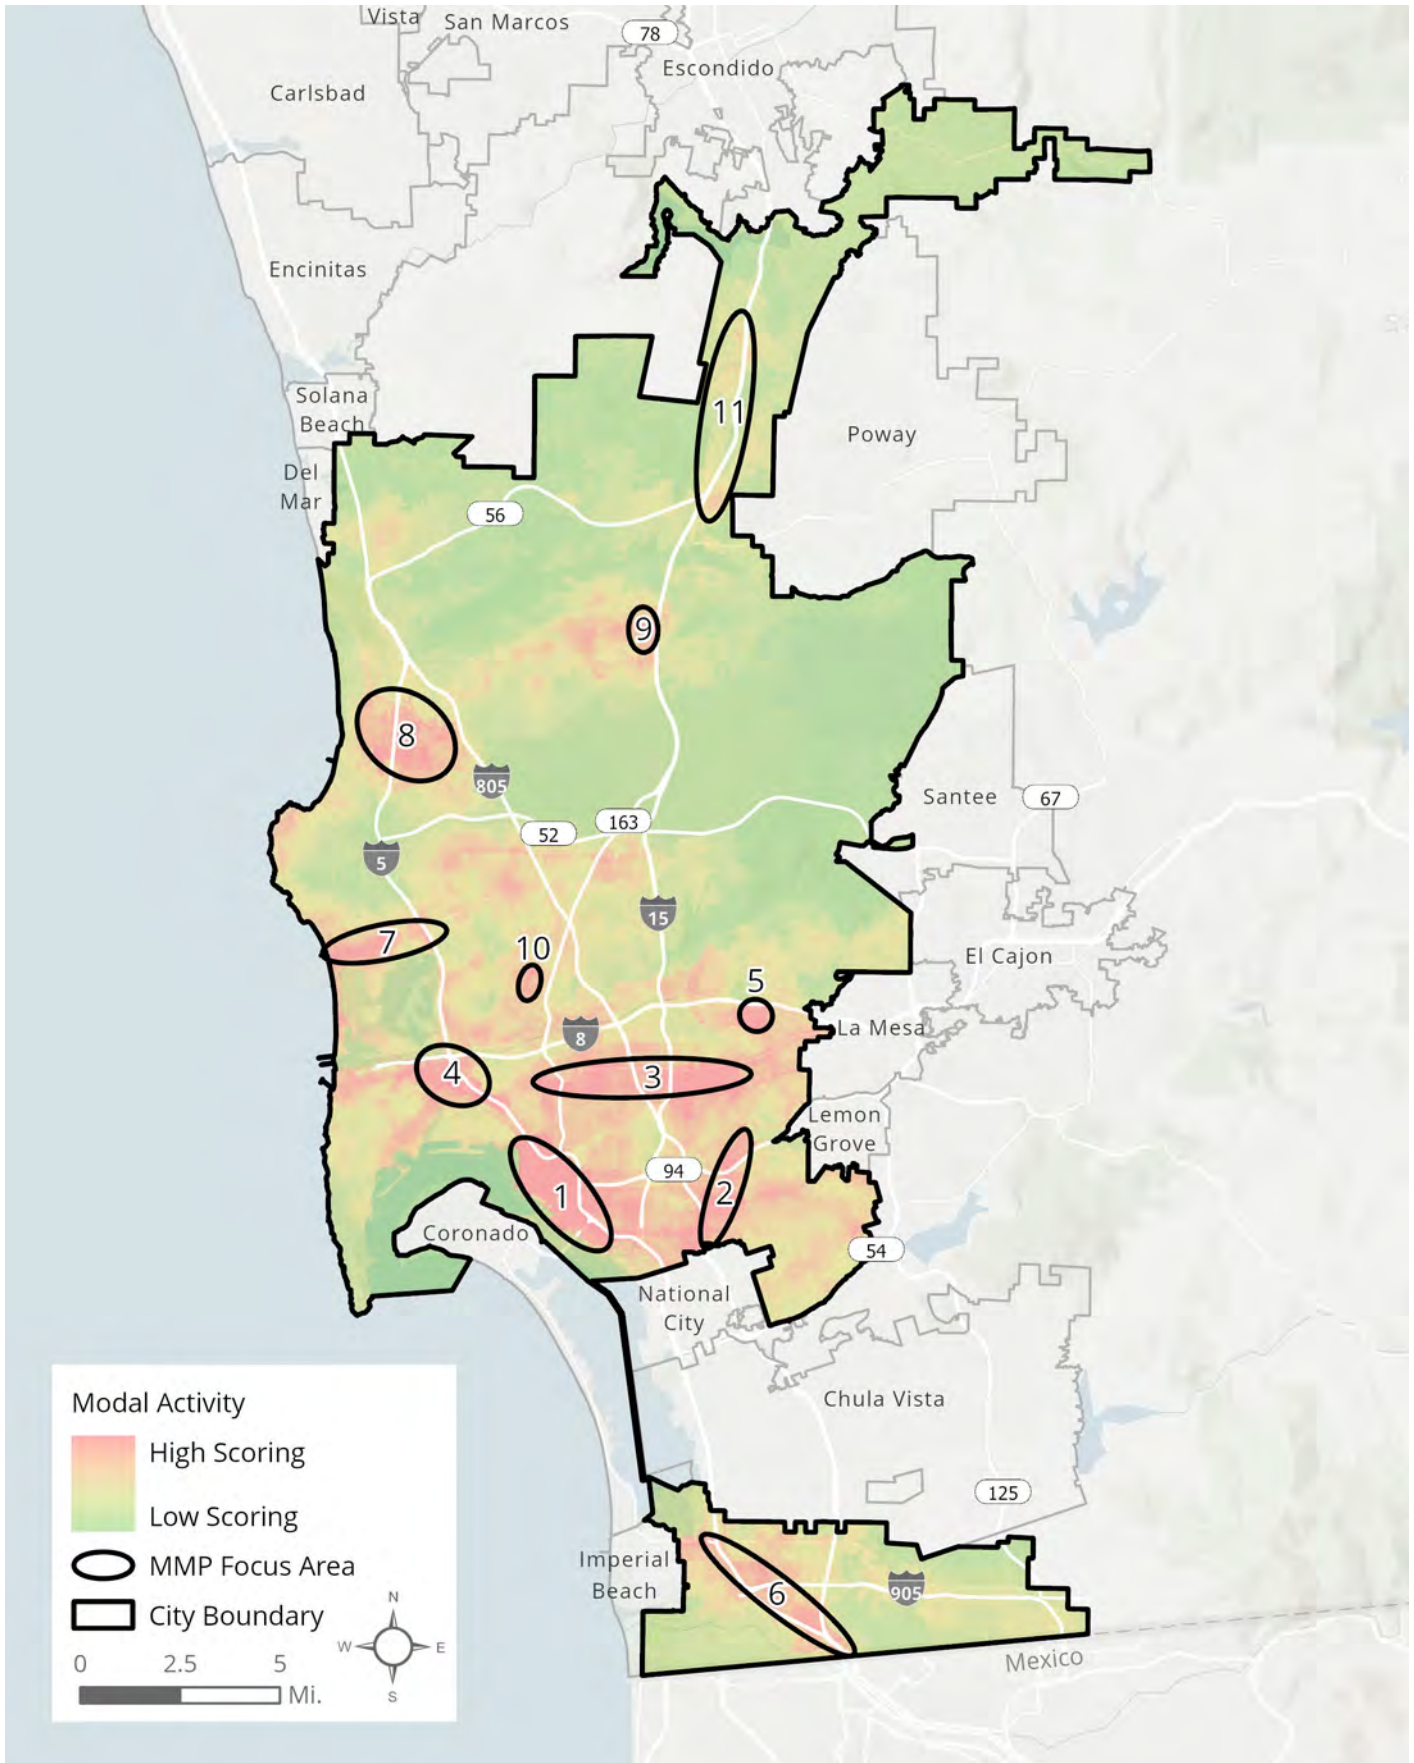 Vista
San Marcos
78
Escondido
Carlsbad
Encinitas
Solana
Beach
11
Poway
Del
Mar
56
9
8
805
Santee
67
163
52
5
15
7
10
El Cajon
5
La Mesa
8
4
3
Lemon
Grove
94
1
2
Coronado
54
National
City
Chula Vista
125
Imperial
Beach
6
905
Mexico
Modal Activity
High Scoring
Low Scoring
MMP Focus Area
City Boundary
N
W
E
S
0 2.5 5
Mi.